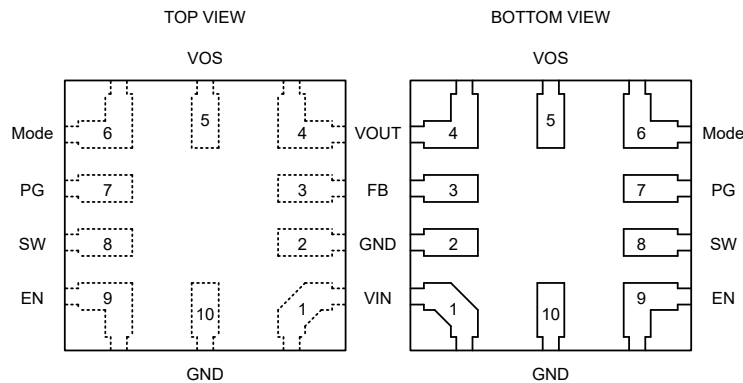 TOP VIEW BOTTOM VIEW
VOS VOS
Mode 6 5 4 VOUT 4 5 6 Mode
PG 7 3 FB 3 7 PG
SW 8 2 GND 2 8 SW
EN 9 10 1 VIN 1 10 9 EN
GND GND